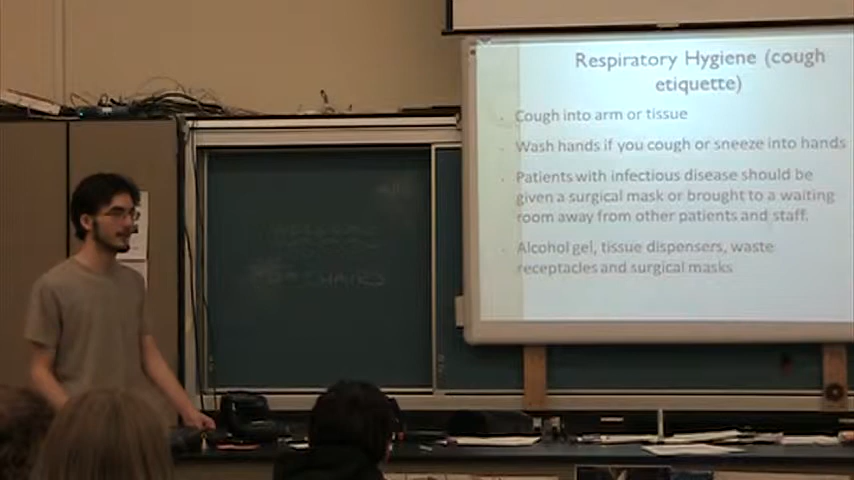 Respiratory Hygiene (cough
etiquette)
Cough into arm or tissue
Wash hands if you cough or sneeze into hands
Patients with infectious disease should be
given a surgical mask or brought to a waiting
room away from other patients and staff.
Alcohol gel, tissue dispensers, waste
receptacles and surgical masks